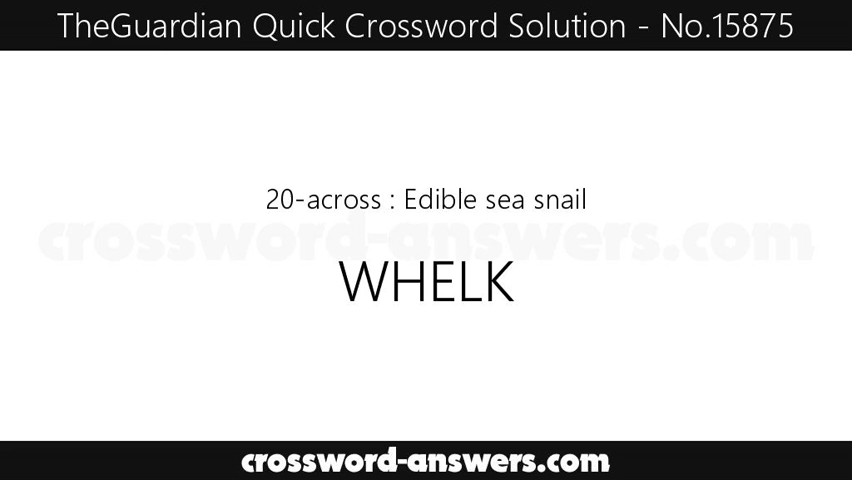 TheGuardian Quick Crossword Solution - No.15875
20-across : Edible sea snail
crossword-answers.com
WHELK
crossword-answers.com